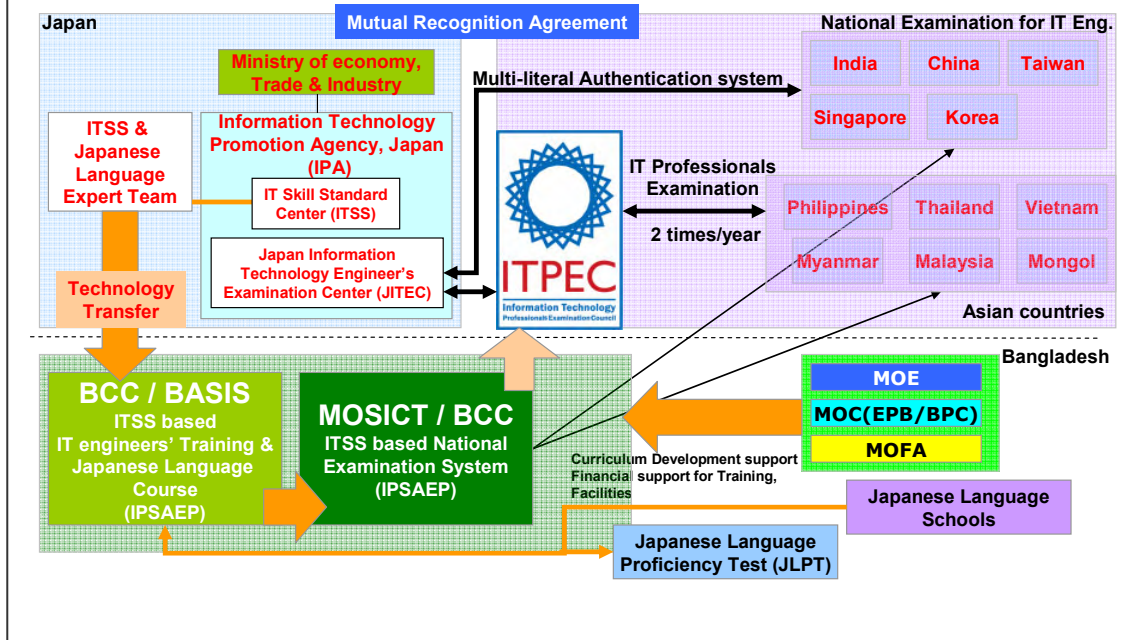 Japan
Mutual Recognition Agreement
National Examination for IT Eng.
Ministry of economy,
Trade & Industry
Multi-literal Authentication system
India
China
Taiwan
Singapore
Korea
ITSS &
Japanese
Language
Expert Team
Information Technology
Promotion Agency, Japan
(IPA)
IT Skill Standard
Center (ITSS)
Japan Information
Technology Engineer's
Examination Center (JITEC)
ITPEC
Information Technology
Professionals Examination Council
IT Professionals
Examination
2 times/year
Philippines
Thailand
Vietnam
Myanmar
Malaysia
Mongol
Asian countries
Technology
Transfer
Bangladesh
BCC / BASIS
ITSS based
IT engineers' Training &
Japanese Language
Course
(IPSAEP)
MOSICT / BCC
ITSS based National
Examination System
(IPSAEP)
MOE
MOC(EPB/BPC)
MOFA
Curriculum Development support
Financial support for Training,
Facilities
Japanese Language
Schools
Japanese Language
Proficiency Test (JLPT)